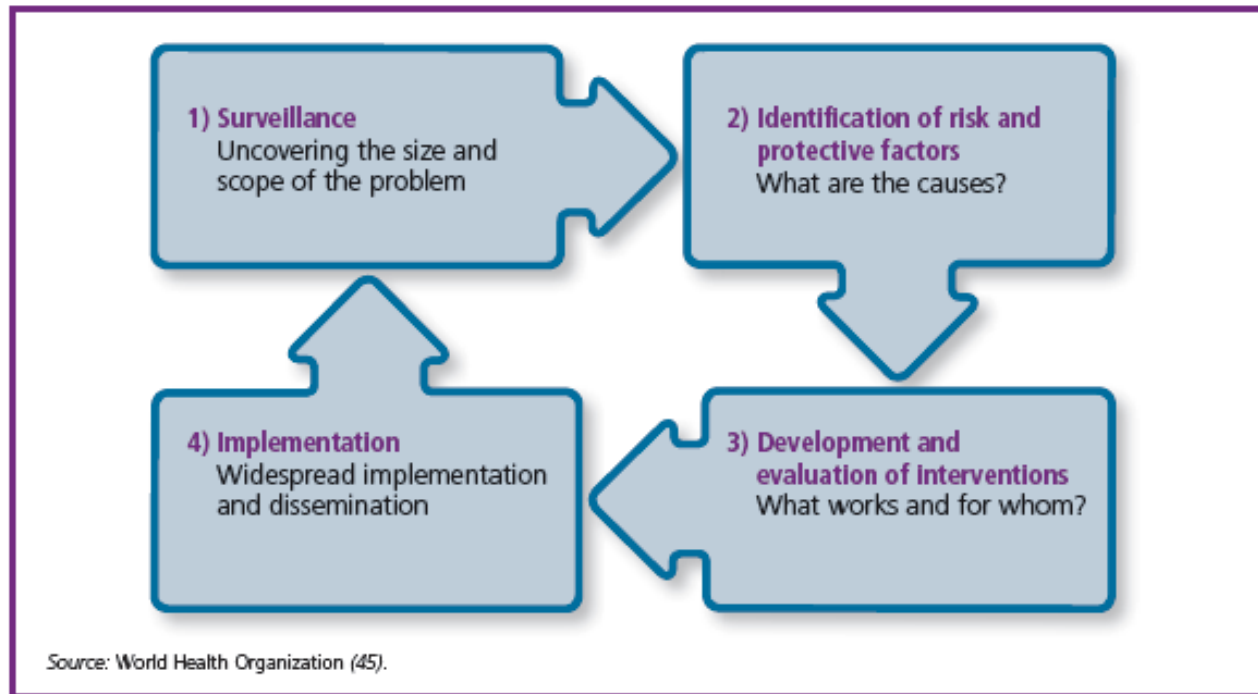 1) Surveillance
Uncovering the size and
scope of the problem
2) Identification of risk and
protective factors
What are the causes?
3) Development and
evaluation of interventions
What works and for whom?
4) Implementation
Widespread implementation
and dissemination
Source: World Health Organization (45).